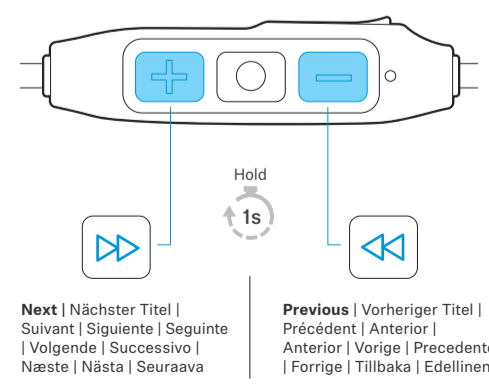 Hold
1s
Next | Nächster Titel |
Suivant | Siguiente | Seguinte
| Volgende | Successivo |
Næste | Nästa | Seuraava
Previous | Vorheriger Titel |
Précédent | Anterior |
Anterior | Vorige | Precedente
| Forrige | Tillbaka | Edellinen